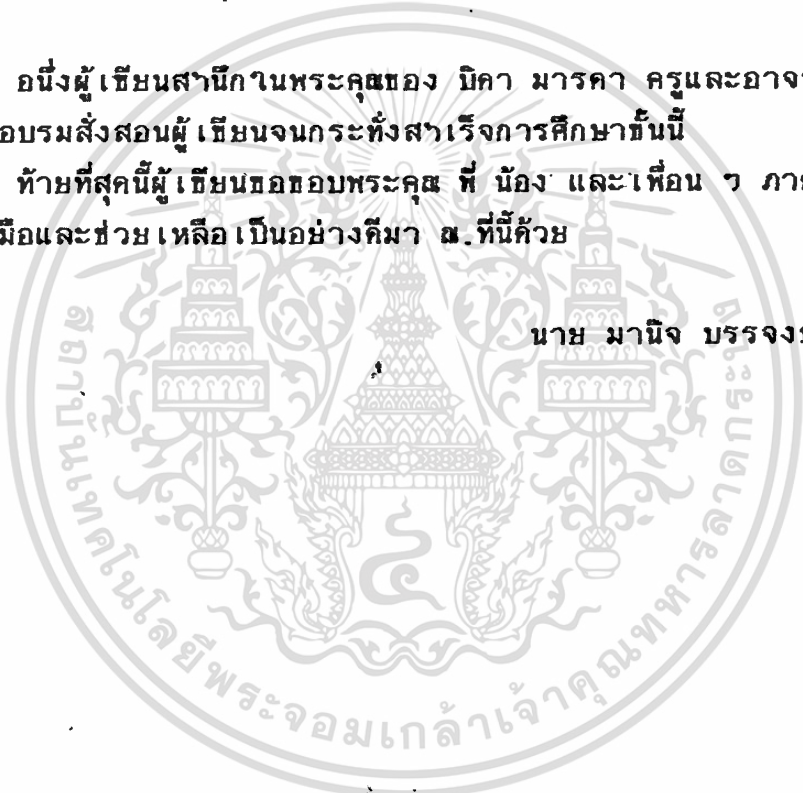 อนึ่งผู้เขียนสำนึกในพระคุณของ บิดา มารดา ครูและอาจ
อบรมสั่งสอนผู้เขียนจนกระทั่งสำเร็จการศึกษาขั้นนี้
ท้ายที่สุดนี้ผู้เขียนขอขอบพระคุณ พี่ น้อง และเพื่อน ๆ ภาย
มือและช่วยเหลือเป็นอย่างดีมา ณ.ที่นี้ด้วย
นาย มานิจ บรรจง
สถาบันเทคโนโลยีพระจอมเกล้าเจ้าคุณทหารลาดกระบัง